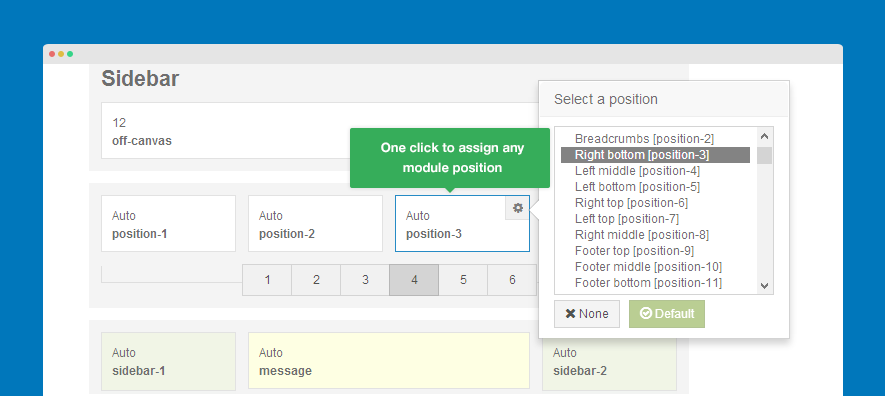 Sidebar
12
off-canvas
One click to assign any
module position
Auto
position-1
Auto
position-2
Auto
position-3
1 2 3 4 5 6
Auto
sidebar-1
Auto
message
Auto
sidebar-2
Select a position
Breadcrumbs [position-2]
Right bottom [position-3]
Left middle [position-4]
Left bottom [position-5]
Right top [position-6]
Left top [position-7]
Right middle [position-8]
Footer top [position-9]
Footer middle [position-10]
Footer bottom [position-11]
None
Default